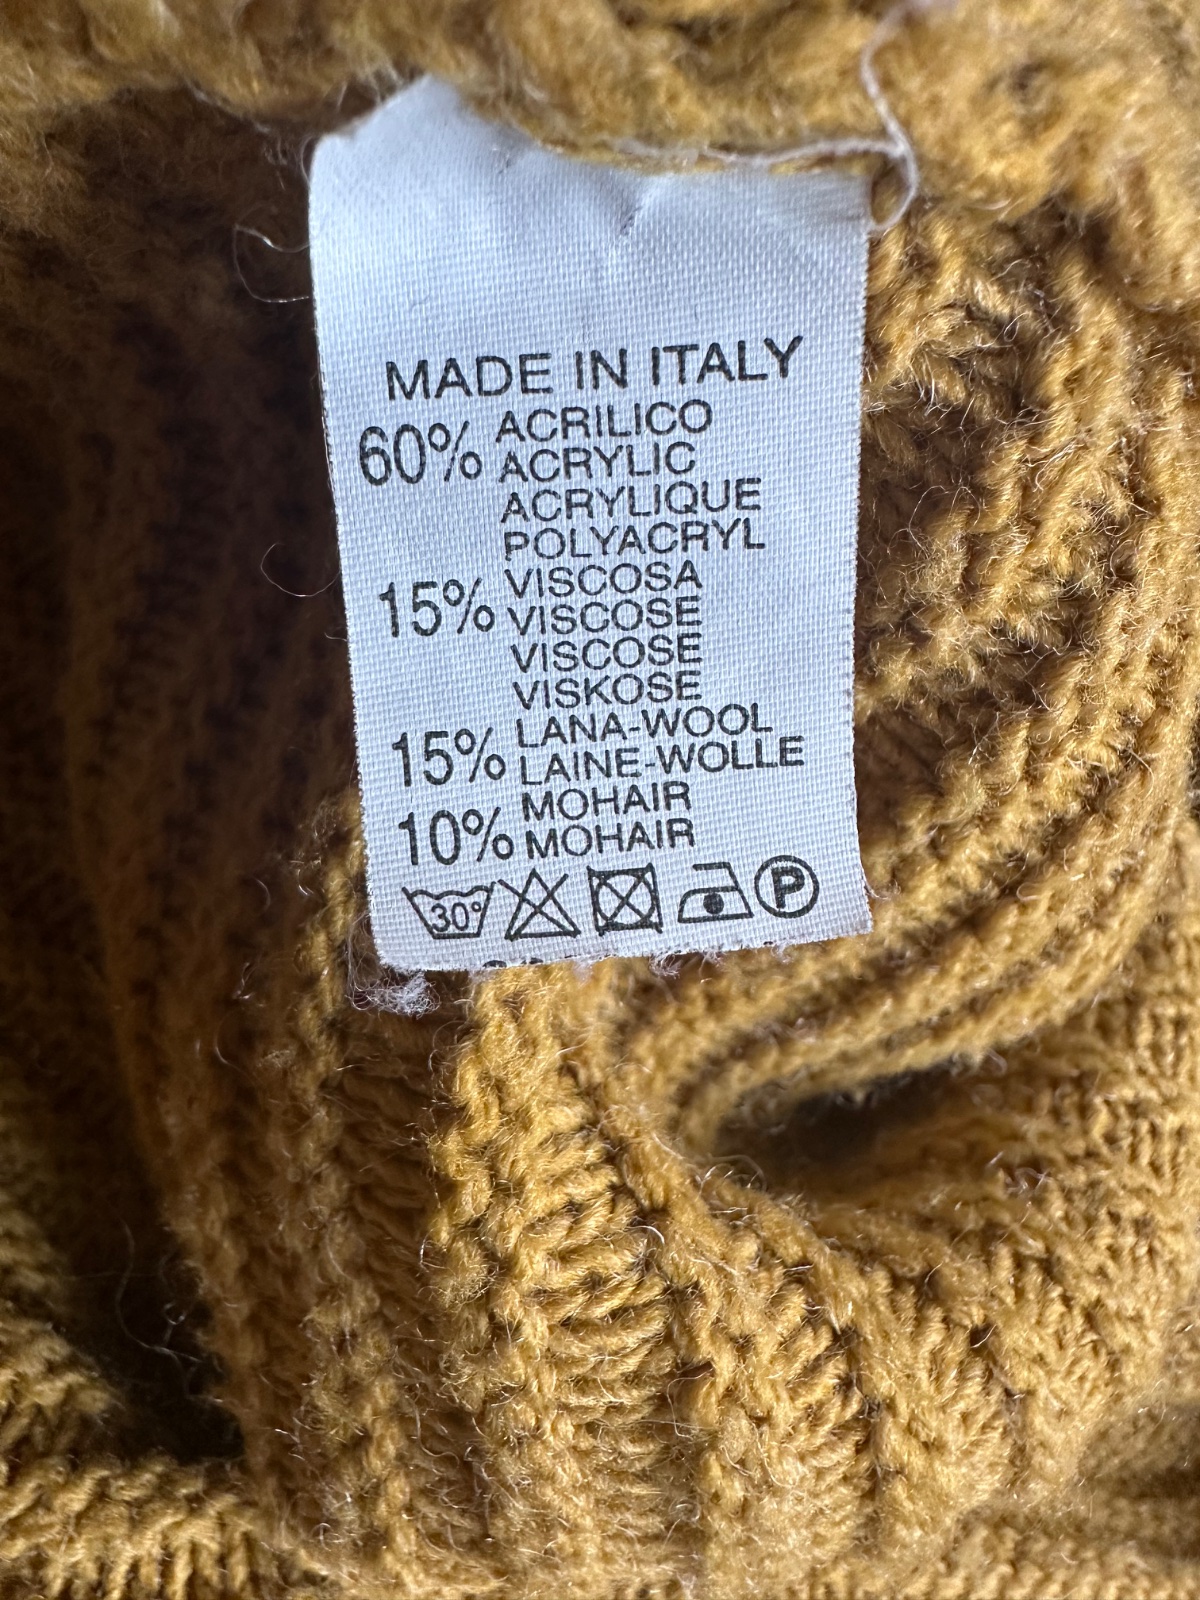 MADE IN ITALY
60% ACRILICO
ACRYLIC
ACRYLIQUE
POLYACRYL
15% VISCOSA
VISCOSE
VISCOSE
VISKOSE
15% LANA-WOOL
LAINE-WOLLE
10% MOHAIR
MOHAIR
30° P